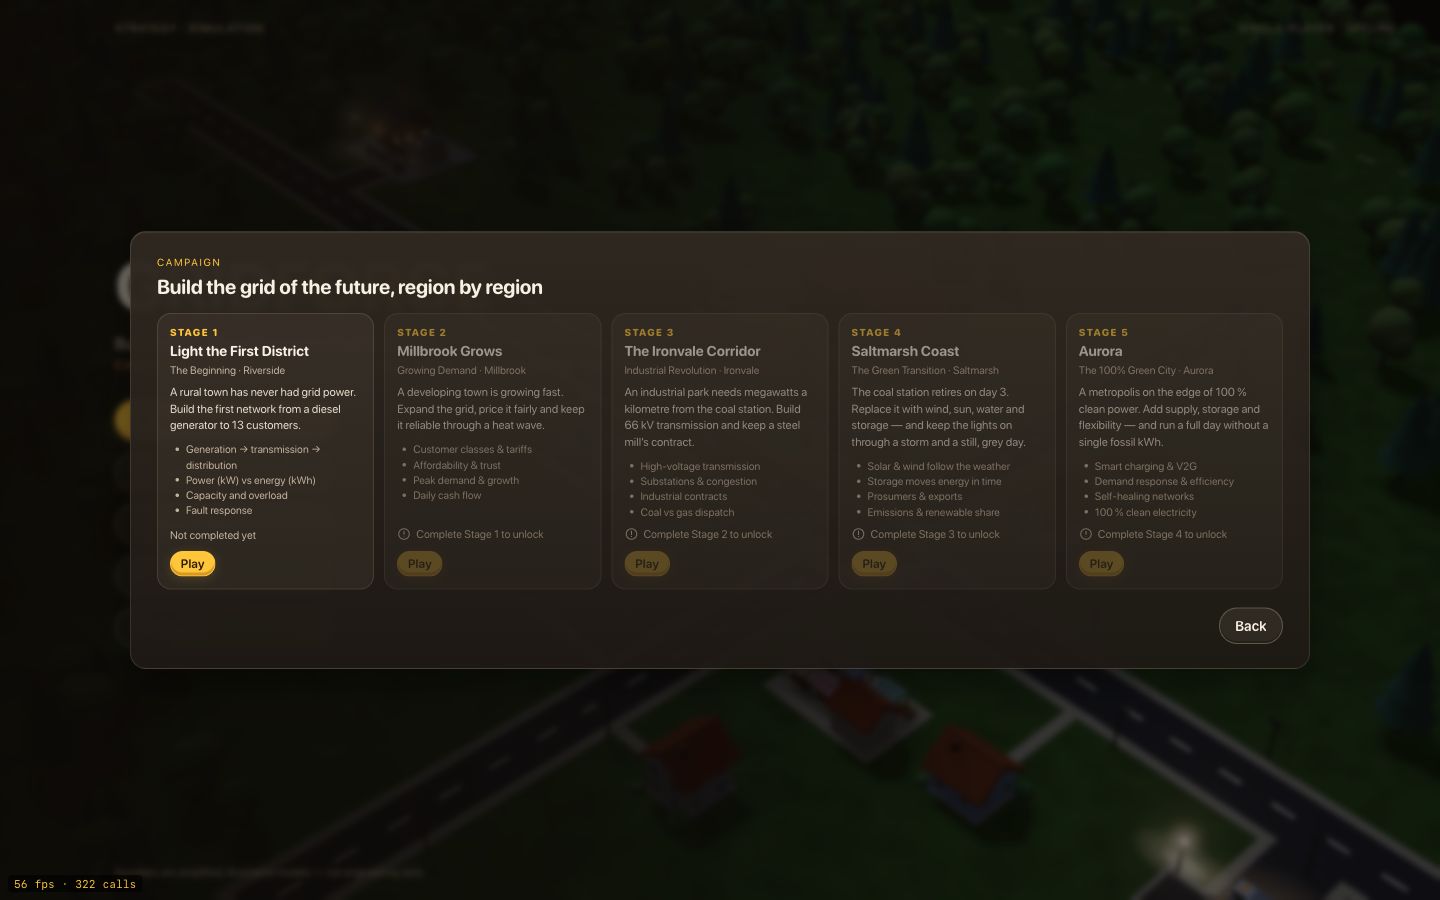 CAMPAIGN
Build the grid of the future, region by region
STAGE 1
Light the First District
The Beginning · Riverside
A rural town has never had grid power.
Build the first network from a diesel
generator to 13 customers.
• Generation → transmission →
distribution
• Power (kW) vs energy (kWh)
• Capacity and overload
• Fault response
Not completed yet
Play
STAGE 2
Millbrook Grows
Growing Demand · Millbrook
A developing town is growing fast.
Expand the grid, price it fairly and keep
it reliable through a heat wave.
• Customer classes & tariffs
• Affordability & trust
• Peak demand & growth
• Daily cash flow
Complete Stage 1 to unlock
Play
STAGE 3
The Ironvale Corridor
Industrial Revolution · Ironvale
An industrial park needs megawatts a
kilometre from the coal station. Build
66 kV transmission and keep a steel
mill's contract.
• High-voltage transmission
• Substations & congestion
• Industrial contracts
• Coal vs gas dispatch
Complete Stage 2 to unlock
Play
STAGE 4
Saltmarsh Coast
The Green Transition · Saltmarsh
The coal station retires on day 3.
Replace it with wind, sun, water and
storage — and keep the lights on
through a storm and a still, grey day.
• Solar & wind follow the weather
• Storage moves energy in time
• Prosumers & exports
• Emissions & renewable share
Complete Stage 3 to unlock
Play
STAGE 5
Aurora
The 100% Green City · Aurora
A metropolis on the edge of 100 %
clean power. Add supply, storage and
flexibility — and run a full day without a
single fossil kWh.
• Smart charging & V2G
• Demand response & efficiency
• Self-healing networks
• 100 % clean electricity
Complete Stage 4 to unlock
Play
Back
56 fps · 322 calls